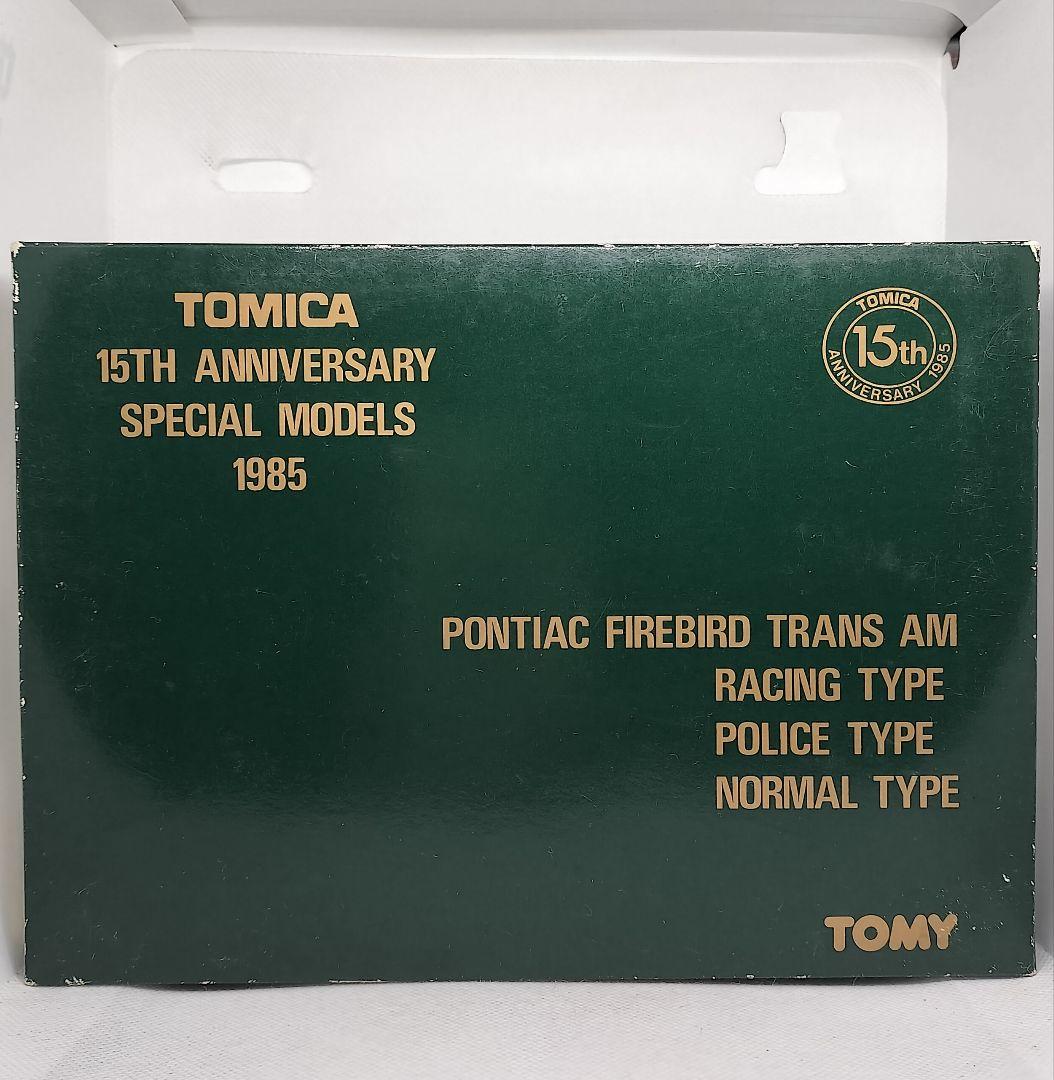 TOMICA
15TH ANNIVERSARY
SPECIAL MODELS
1985
TOMICA
15th
ANNIVERSARY 1985
PONTIAC FIREBIRD TRANS AM
RACING TYPE
POLICE TYPE
NORMAL TYPE
TOMY